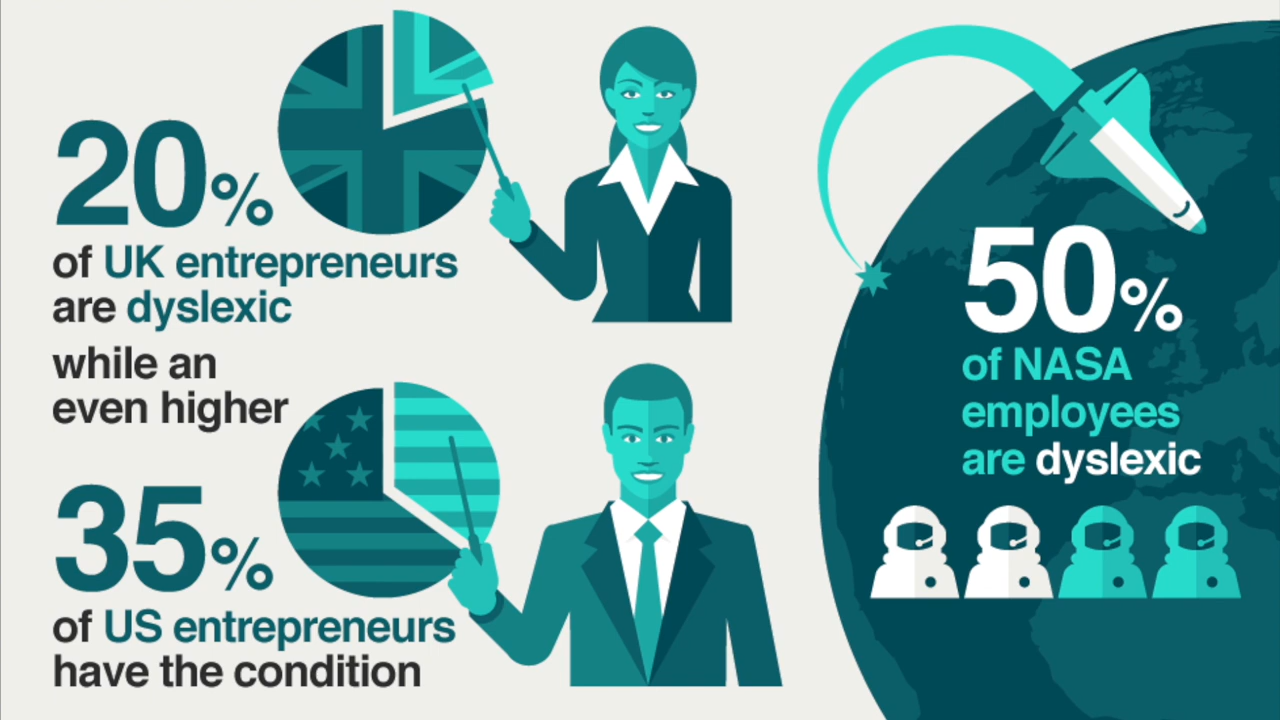 20%
of UK entrepreneurs
are dyslexic
while an
even higher
35%
of US entrepreneurs
have the condition
50%
of NASA
employees
are dyslexic